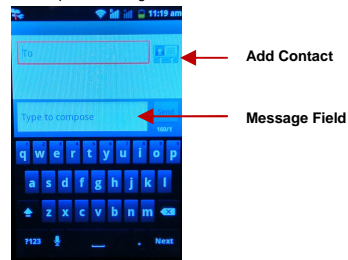 11:19 am
To
Add Contact
Type to compose
Send
160/1
Message Field
q w e r t y u i o p
a s d f g h j k l
z x c v b n m
?123 . Next